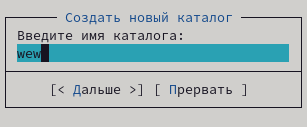 Создать новый каталог
Введите имя каталога:
wew
[< Дальше >] [ Прервать ]